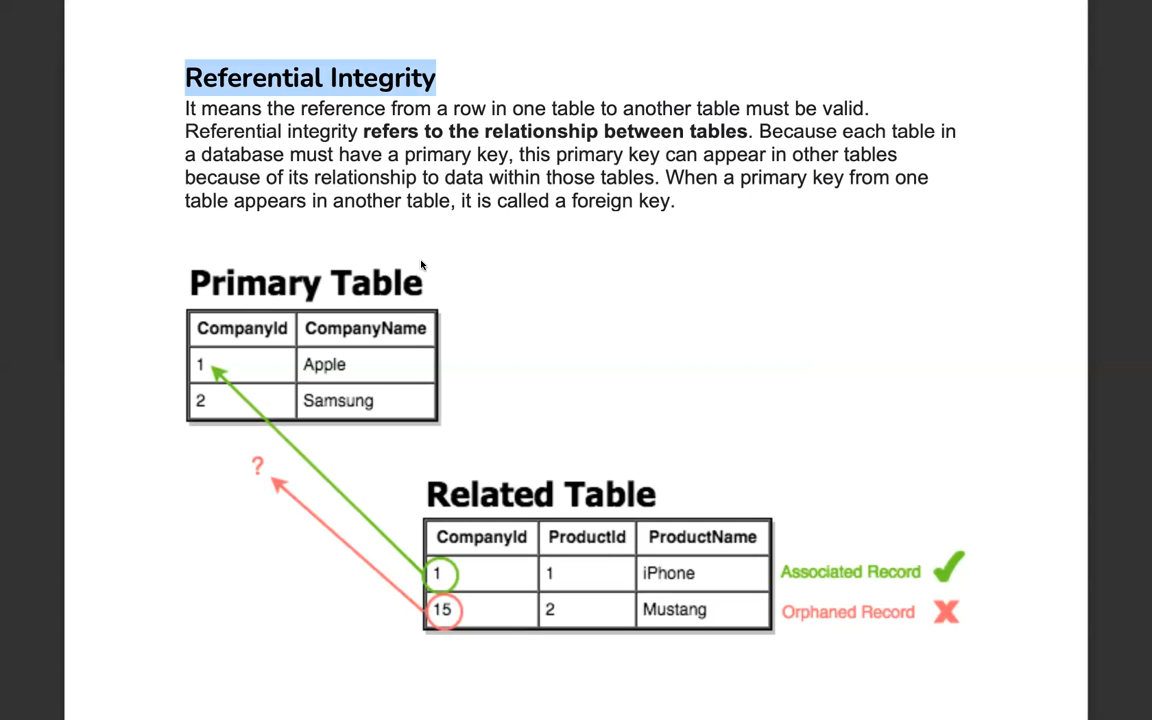 Referential Integrity
It means the reference from a row in one table to another table must be valid.
Referential integrity refers to the relationship between tables. Because each table in
a database must have a primary key, this primary key can appear in other tables
because of its relationship to data within those tables. When a primary key from one
table appears in another table, it is called a foreign key.
Primary Table
CompanyId CompanyName
1 Apple
2 Samsung
?
Related Table
CompanyId ProductId ProductName
1 1 iPhone Associated Record
15 2 Mustang Orphaned Record